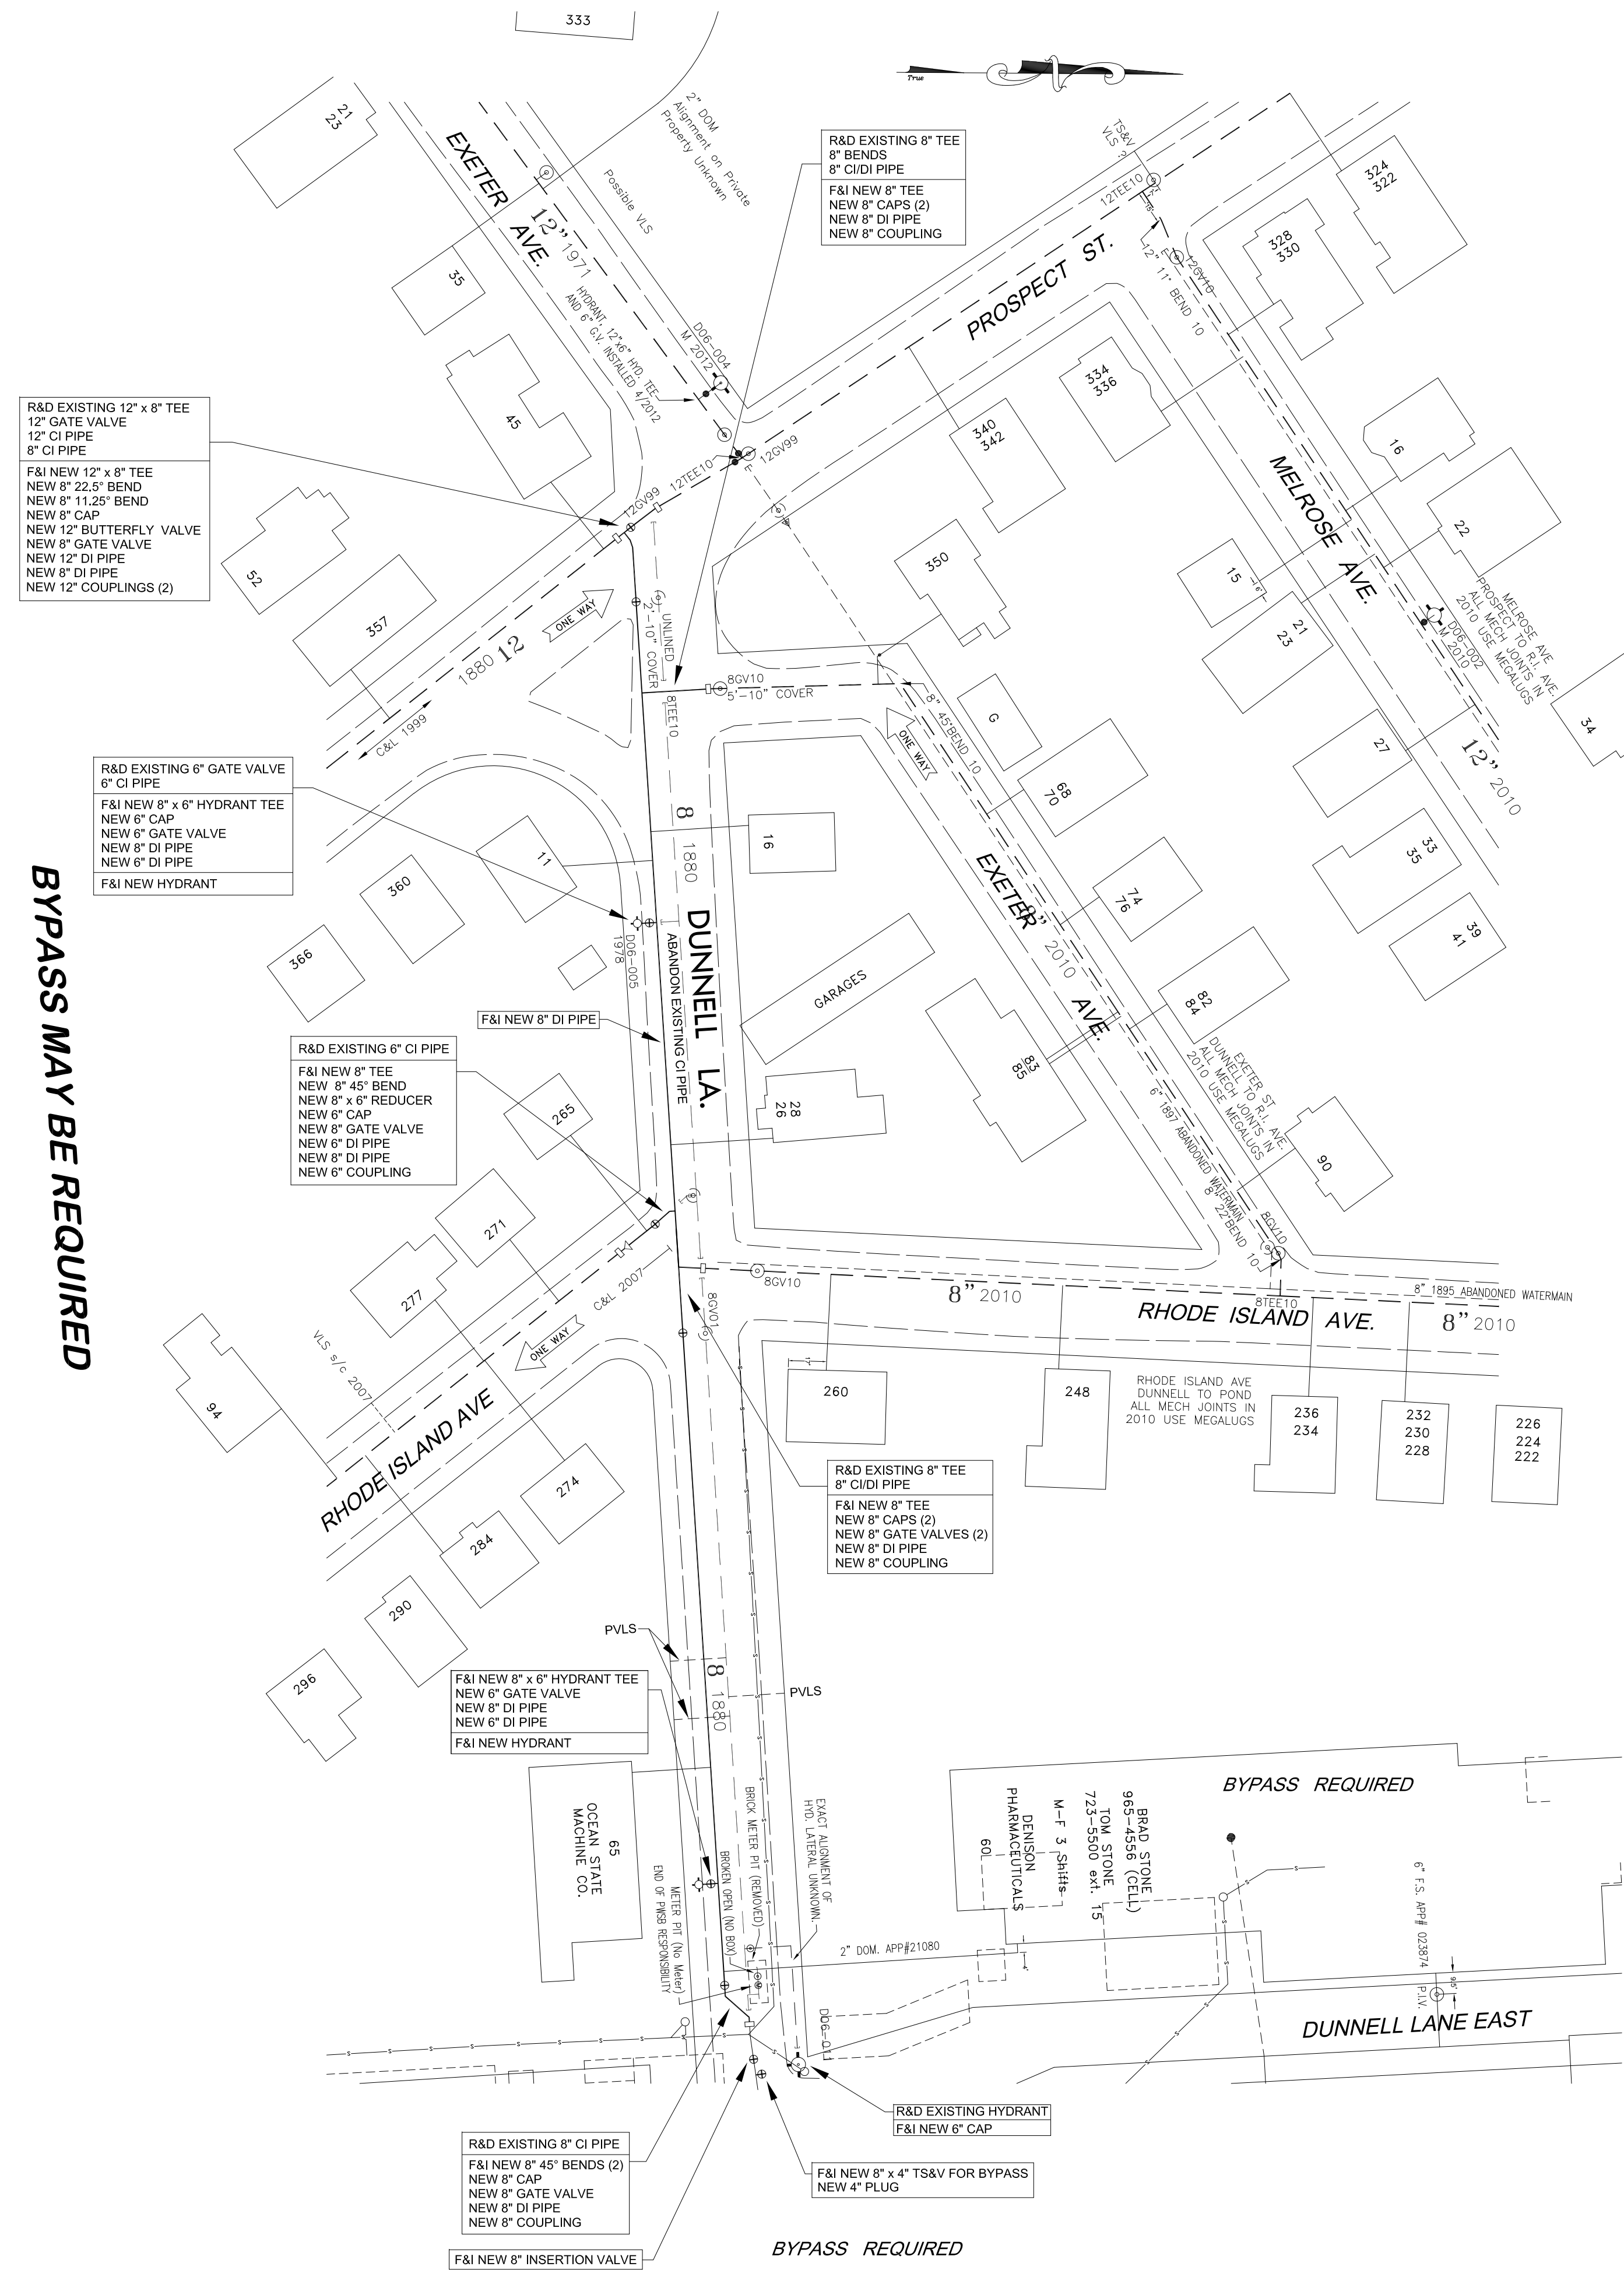 333
True
21
23
2" DOM
Alignment on Private
Property Unknown
Possible VLS
EXETER
AVE.
12" 1971
HYDRANT, 12"x6" HYD. TEE
AND 6" G.V. INSTALLED 4/2012
D06-004
M 2012
35
45
R&D EXISTING 8" TEE
8" BENDS
8" CI/DI PIPE
F&I NEW 8" TEE
NEW 8" CAPS (2)
NEW 8" DI PIPE
NEW 8" COUPLING
TS&V
VLS ?
12TEE10
12GV10
12" 11° BEND 10
PROSPECT ST.
324
322
328
330
334
336
340
342
350
16
22
MELROSE
AVE.
MELROSE AVE
PROSPECT TO R.I. AVE.
ALL MECH JOINTS IN
2010 USE MEGALUGS
D06-002
M 2010
34
15
16'
21
23
27
12" 2010
33
35
39
41
R&D EXISTING 12" x 8" TEE
12" GATE VALVE
12" CI PIPE
8" CI PIPE
F&I NEW 12" x 8" TEE
NEW 8" 22.5° BEND
NEW 8" 11.25° BEND
NEW 8" CAP
NEW 12" BUTTERFLY VALVE
NEW 8" GATE VALVE
NEW 12" DI PIPE
NEW 8" DI PIPE
NEW 12" COUPLINGS (2)
12GV99
12TEE10
12GV99
52
357
1880 12
ONE WAY
C&L 1999
UNLINED
2'-10" COVER
8TEE10
8GV10
5'-10" COVER
8" 45°BEND 10
ONE WAY
G
68
70
74
76
82
84
90
EXETER
AVE.
8" 2010
EXETER ST
DUNNELL TO R.I. AVE.
ALL MECH JOINTS IN
2010 USE MEGALUGS
6" 1897 ABANDONED WATERMAIN
8" 22°BEND 10
8GV10
R&D EXISTING 6" GATE VALVE
6" CI PIPE
F&I NEW 8" x 6" HYDRANT TEE
NEW 6" CAP
NEW 6" GATE VALVE
NEW 8" DI PIPE
NEW 6" DI PIPE
F&I NEW HYDRANT
BYPASS MAY BE REQUIRED
11
360
366
D06-005
1978
8 1880
DUNNELL LA.
ABANDON EXISTING CI PIPE
16
GARAGES
83
85
28
26
F&I NEW 8" DI PIPE
R&D EXISTING 6" CI PIPE
F&I NEW 8" TEE
NEW 8" 45° BEND
NEW 8" x 6" REDUCER
NEW 6" CAP
NEW 8" GATE VALVE
NEW 6" DI PIPE
NEW 8" DI PIPE
NEW 6" COUPLING
265
271
277
C&L 2007
ONE WAY
8GV01
8GV10
8" 2010
RHODE ISLAND AVE.
8TEE10
8" 1895 ABANDONED WATERMAIN
8" 2010
94
VLS s/c 2007
RHODE ISLAND AVE
274
284
290
296
17'
260
248
RHODE ISLAND AVE
DUNNELL TO POND
ALL MECH JOINTS IN
2010 USE MEGALUGS
236
234
232
230
228
226
224
222
R&D EXISTING 8" TEE
8" CI/DI PIPE
F&I NEW 8" TEE
NEW 8" CAPS (2)
NEW 8" GATE VALVES (2)
NEW 8" DI PIPE
NEW 8" COUPLING
PVLS
PVLS
8 1880
F&I NEW 8" x 6" HYDRANT TEE
NEW 6" GATE VALVE
NEW 8" DI PIPE
NEW 6" DI PIPE
F&I NEW HYDRANT
65
OCEAN STATE
MACHINE CO.
METER PIT (No Meter)
END OF PWSB RESPONSIBILITY
BROKEN OPEN (NO BOX)
BRICK METER PIT (REMOVED)
EXACT ALIGNMENT OF
HYD. LATERAL UNKNOWN.
BYPASS REQUIRED
BRAD STONE
965-4556 (CELL)
TOM STONE
723-5500 ext. 15
M-F 3 Shifts
DENISON
PHARMACEUTICALS
60
2" DOM. APP#21080
6" F.S. APP# 023874
P.I.V.
DUNNELL LANE EAST
R&D EXISTING HYDRANT
F&I NEW 6" CAP
R&D EXISTING 8" CI PIPE
F&I NEW 8" 45° BENDS (2)
NEW 8" CAP
NEW 8" GATE VALVE
NEW 8" DI PIPE
NEW 8" COUPLING
F&I NEW 8" x 4" TS&V FOR BYPASS
NEW 4" PLUG
F&I NEW 8" INSERTION VALVE
BYPASS REQUIRED